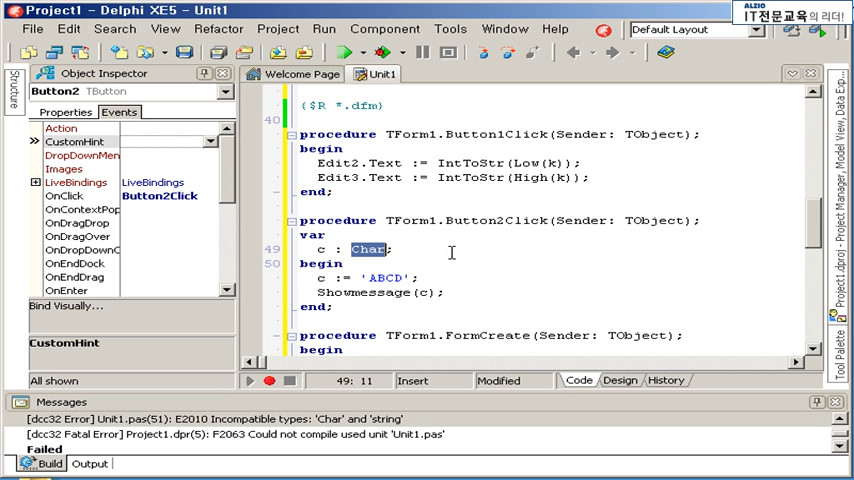 Project1 - Delphi XE5 - Unit1
ALZIO
IT전문교육의 리더!
File Edit Search View Refactor Project Run Component Tools Window Help
Default Layout
Structure
Object Inspector
Welcome Page Unit1
Button2 TButton
Properties Events
Action
CustomHint
DropDownMen
Images
LiveBindings LiveBindings
OnClick Button2Click
OnContextPop
OnDragDrop
OnDragOver
OnDropDownC
OnEndDock
OnEndDrag
OnEnter
Bind Visually...
CustomHint
All shown
{$R *.dfm}
40
procedure TForm1.Button1Click(Sender: TObject);
begin
Edit2.Text := IntToStr(Low(k));
Edit3.Text := IntToStr(High(k));
end;
procedure TForm1.Button2Click(Sender: TObject);
var
49 c : Char;
50 begin
c := 'ABCD';
Showmessage(c);
end;
procedure TForm1.FormCreate(Sender: TObject);
begin
49: 11 Insert Modified Code Design History
Project1.dproj - Project Manager, Model View, Data Exp...
Tool Palette
Messages
[dcc32 Error] Unit1.pas(51): E2010 Incompatible types: 'Char' and 'string'
[dcc32 Fatal Error] Project1.dpr(5): F2063 Could not compile used unit 'Unit1.pas'
Failed
Build Output